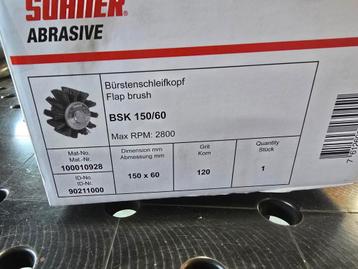 SUHNER
ABRASIVE
Bürstenschleifkopf
Flap brush
BSK 150/60
Max RPM: 2800
Mat-No.
Mat.-Nr.
100010928
Dimension mm
Abmessung mm
150 x 60
Grit
Korn
120
Quantity
Stück
1
ID-No.
ID-Nr.
90211000